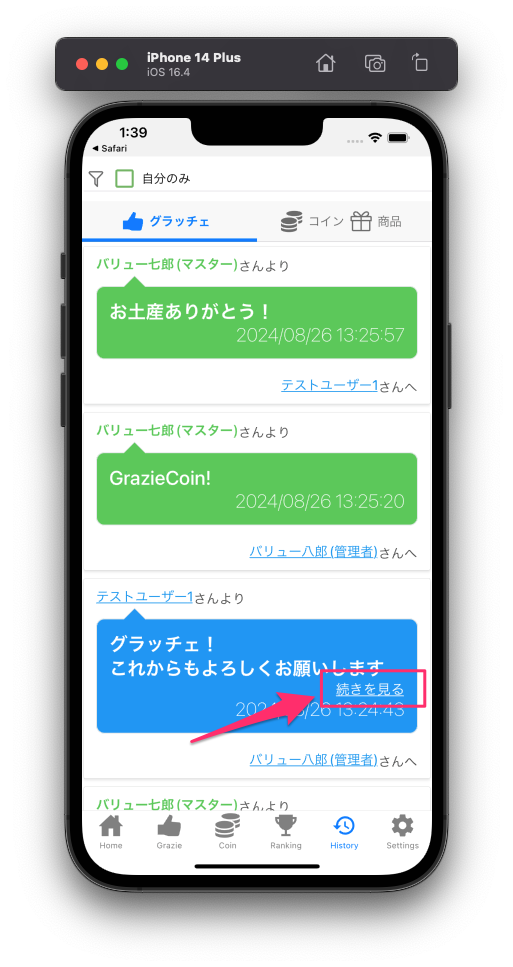 iPhone 14 Plus
iOS 16.4
1:39
◀ Safari
自分のみ
グラッチェ コイン 商品
バリュー七郎(マスター)さんより
お土産ありがとう！
2024/08/26 13:25:57
テストユーザー1さんへ
バリュー七郎(マスター)さんより
GrazieCoin!
2024/08/26 13:25:20
バリュー八郎(管理者)さんへ
テストユーザー1さんより
グラッチェ！
これからもよろしくお願いします
続きを見る
2024/08/26 13:24:43
バリュー八郎(管理者)さんへ
バリュー七郎(マスター)さんより
Home Grazie Coin Ranking History Settings